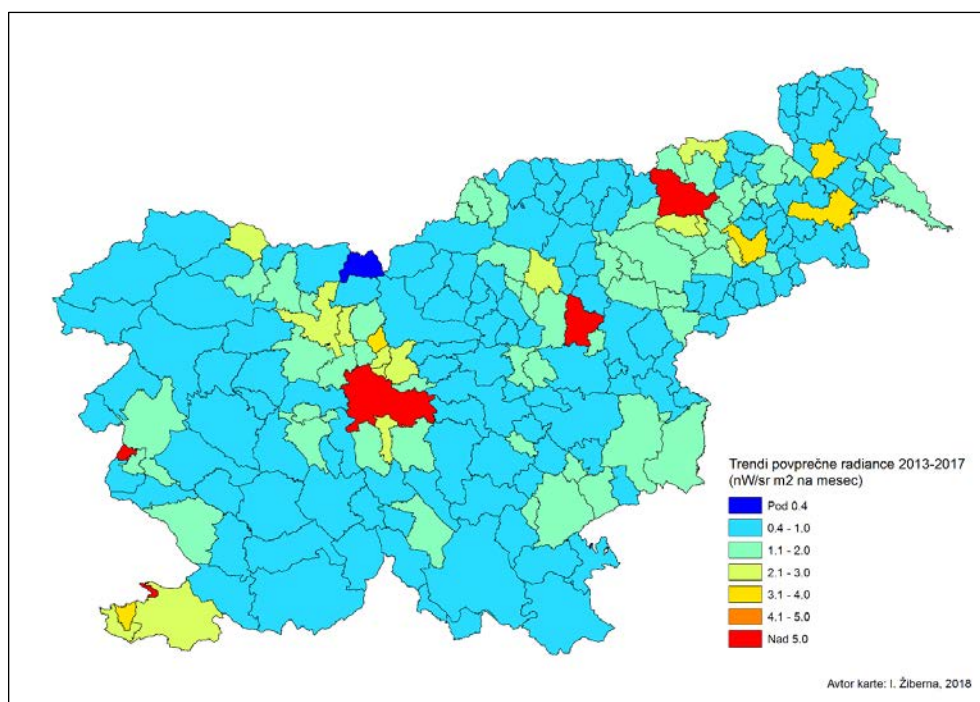 Trendi povprečne radiance 2013-2017
(nW/sr m2 na mesec)
Pod 0.4
0.4 - 1.0
1.1 - 2.0
2.1 - 3.0
3.1 - 4.0
4.1 - 5.0
Nad 5.0
Avtor karte: I. Žiberna, 2018